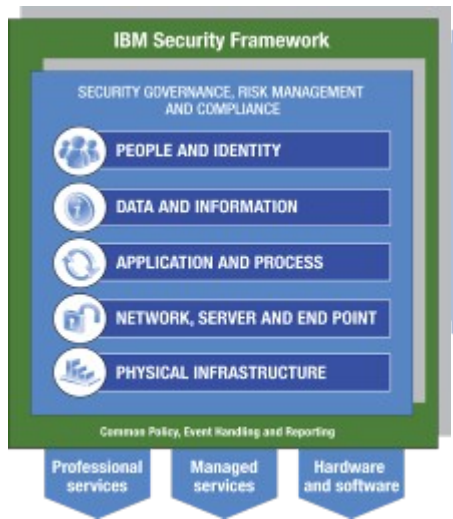 IBM Security Framework
SECURITY GOVERNANCE, RISK MANAGEMENT
AND COMPLIANCE
PEOPLE AND IDENTITY
DATA AND INFORMATION
APPLICATION AND PROCESS
NETWORK, SERVER AND END POINT
PHYSICAL INFRASTRUCTURE
Common Policy, Event Handling and Reporting
Professional
services
Managed
services
Hardware
and software